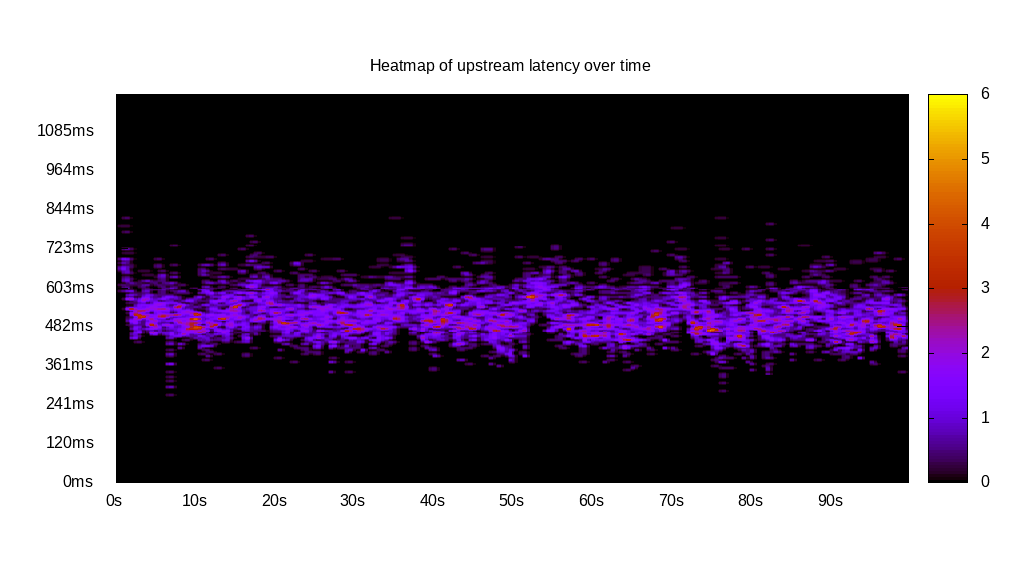 Heatmap of upstream latency over time
1085ms
964ms
844ms
723ms
603ms
482ms
361ms
241ms
120ms
0ms
0s 10s 20s 30s 40s 50s 60s 70s 80s 90s
6
5
4
3
2
1
0